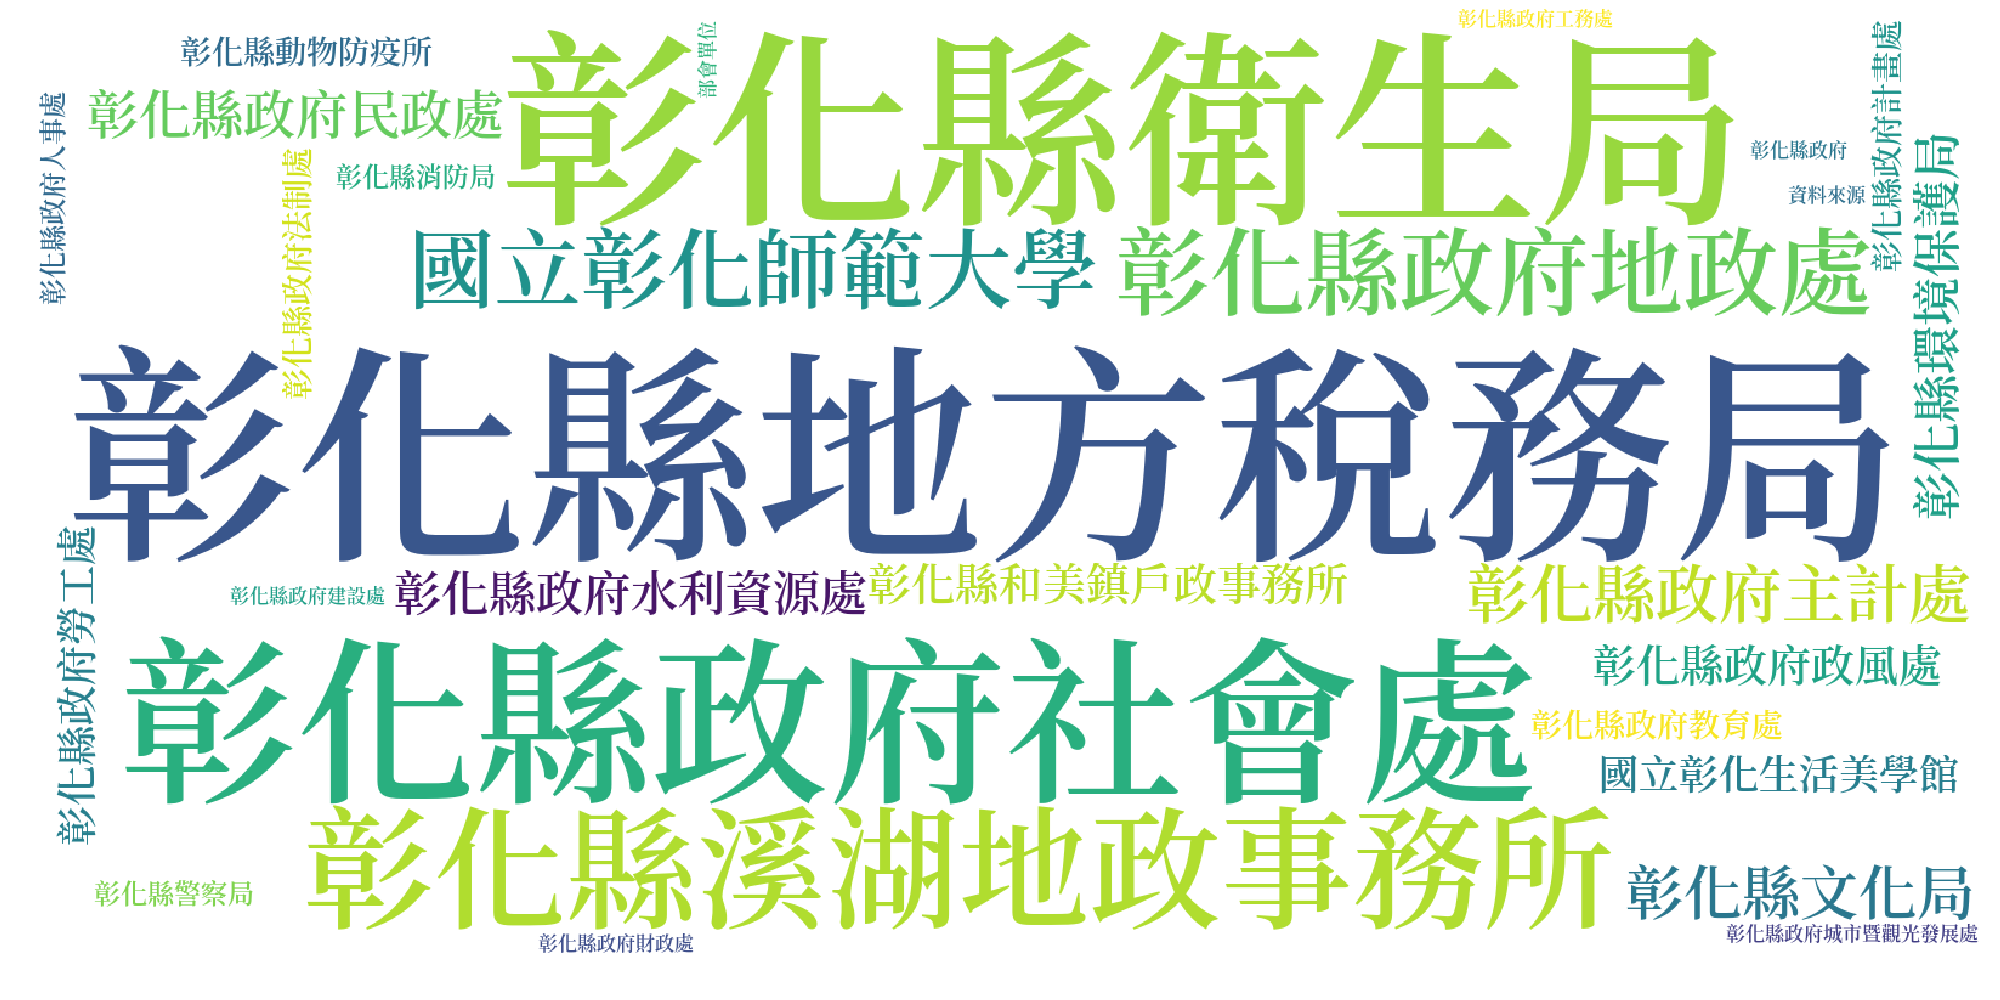 彰化縣政府工務處
彰化縣動物防疫所
部會單位
彰化縣衛生局
彰化縣政府計畫處
彰化縣政府人事處
彰化縣政府民政處
彰化縣政府
彰化縣政府法制處
彰化縣消防局
資料來源
彰化縣環境保護局
國立彰化師範大學
彰化縣政府地政處
彰化縣地方稅務局
彰化縣政府勞工處
彰化縣政府建設處
彰化縣政府水利資源處
彰化縣和美鎮戶政事務所
彰化縣政府主計處
彰化縣政府社會處
彰化縣政府政風處
彰化縣政府教育處
國立彰化生活美學館
彰化縣溪湖地政事務所
彰化縣警察局
彰化縣文化局
彰化縣政府財政處
彰化縣政府城市暨觀光發展處